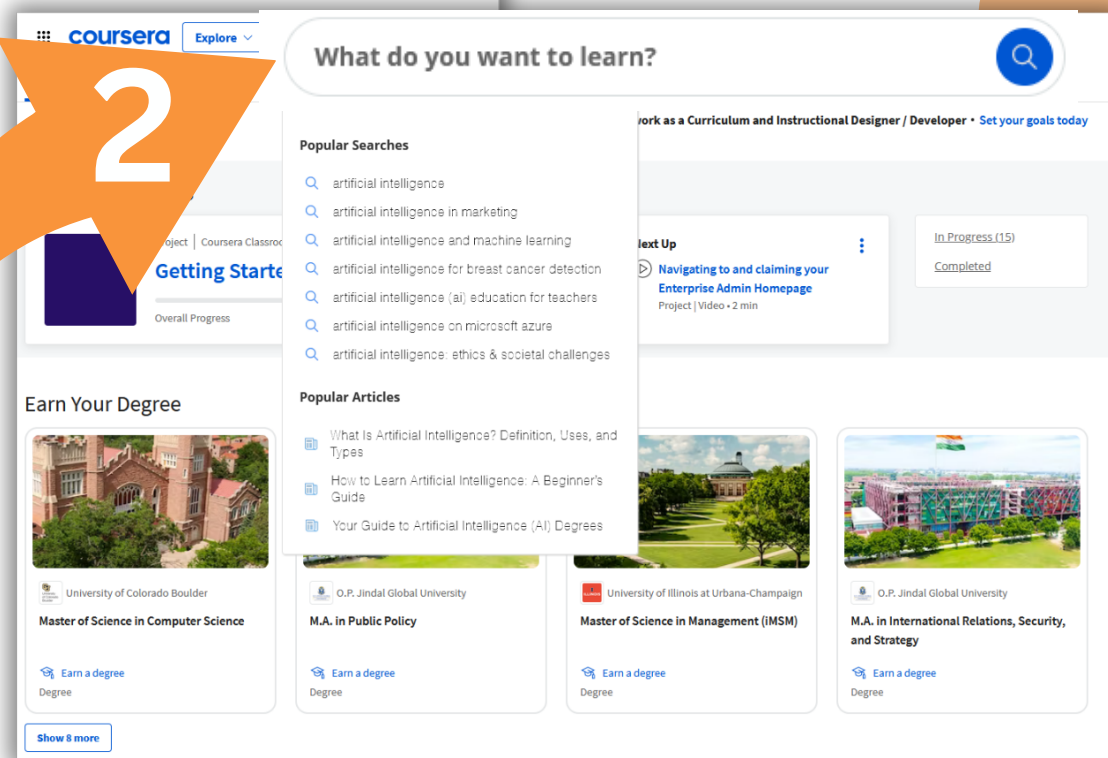 coursera
Explore
What do you want to learn?
2
work as a Curriculum and Instructional Designer / Developer • Set your goals today
Popular Searches
artificial intelligence
artificial intelligence in marketing
artificial intelligence and machine learning
artificial intelligence for breast cancer detection
artificial intelligence (ai) education for teachers
artificial intelligence on microsoft azure
artificial intelligence: ethics & societal challenges
Popular Articles
What Is Artificial Intelligence? Definition, Uses, and
Types
How to Learn Artificial Intelligence: A Beginner's
Guide
Your Guide to Artificial Intelligence (AI) Degrees
Project | Coursera
Getting
Overall Progress
Next Up
Navigating to and claiming your
Enterprise Admin Homepage
Project | Video • 2 min
In Progress (15)
Completed
Earn Your Degree
University of Colorado Boulder
Master of Science in Computer Science
Earn a degree
Degree
O.P. Jindal Global University
M.A. in Public Policy
Earn a degree
Degree
University of Illinois at Urbana-Champaign
Master of Science in Management (iMSM)
Earn a degree
Degree
O.P. Jindal Global University
M.A. in International Relations, Security,
and Strategy
Earn a degree
Degree
Show 8 more